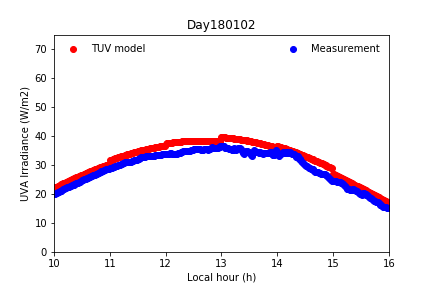 Day180102
TUV model
Measurement
UVA Irradiance (W/m2)
70
60
50
40
30
20
10
0
10 11 12 13 14 15 16
Local hour (h)